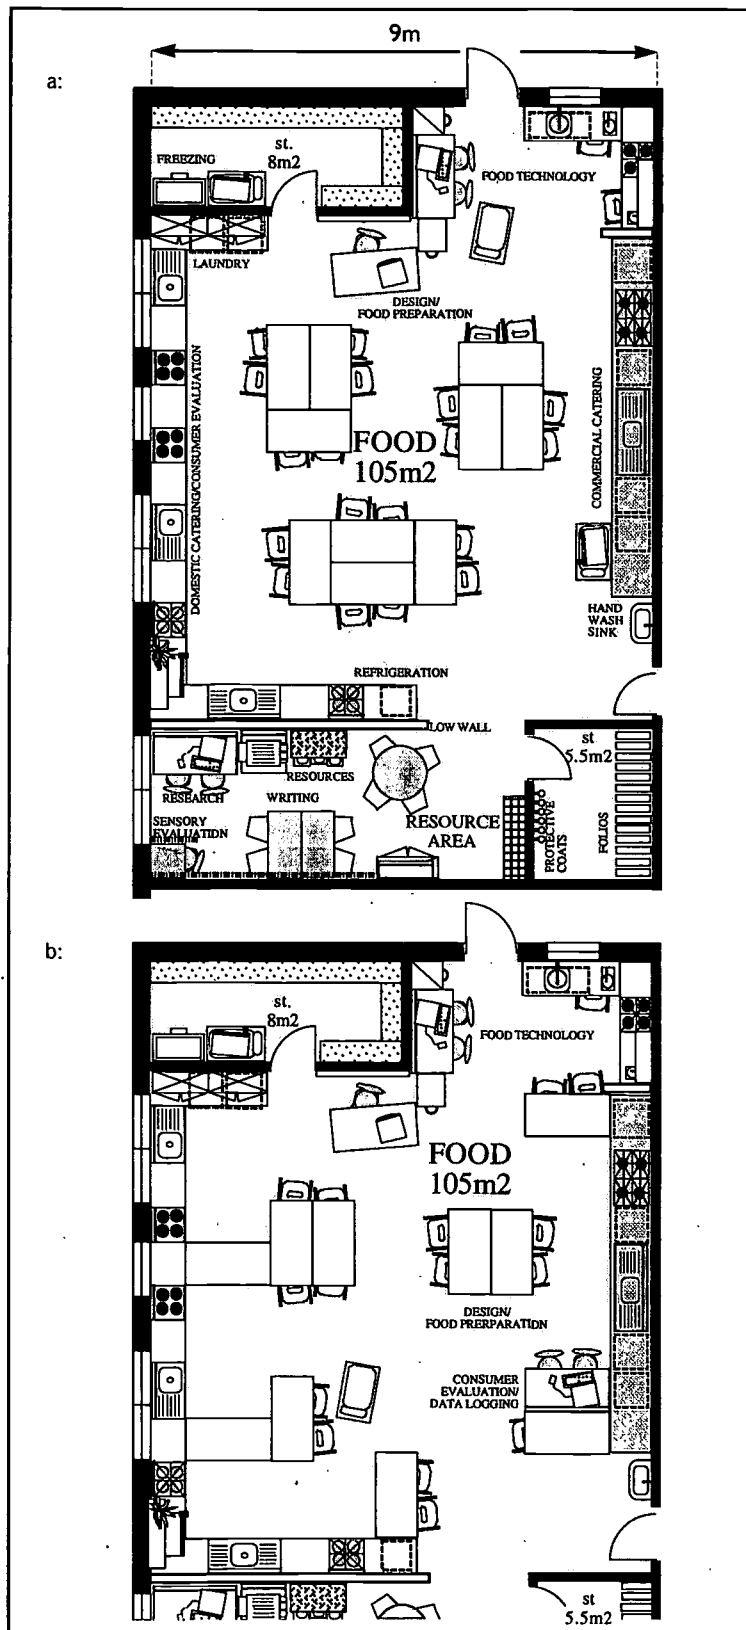 9m
a:
st.
8m2
FREEZING
FOOD TECHNOLOGY
LAUNDRY
DESIGN/
FOOD PREPARATION
DOMESTIC CATERING/CONSUMER EVALUATION
FOOD
105m2
COMMERCIAL CATERING
HAND
WASH
SINK
REFRIGERATION
LOW WALL
st
5.5m2
RESOURCES
RESEARCH
WRITING
SENSORY
EVALUATION
RESOURCE
AREA
PROTECTIVE
COATS
FOLIOS
b:
st.
8m2
FOOD TECHNOLOGY
FOOD
105m2
DESIGN/
FOOD PRERPARATION
CONSUMER
EVALUATION/
DATA LOGGING
st
5.5m2